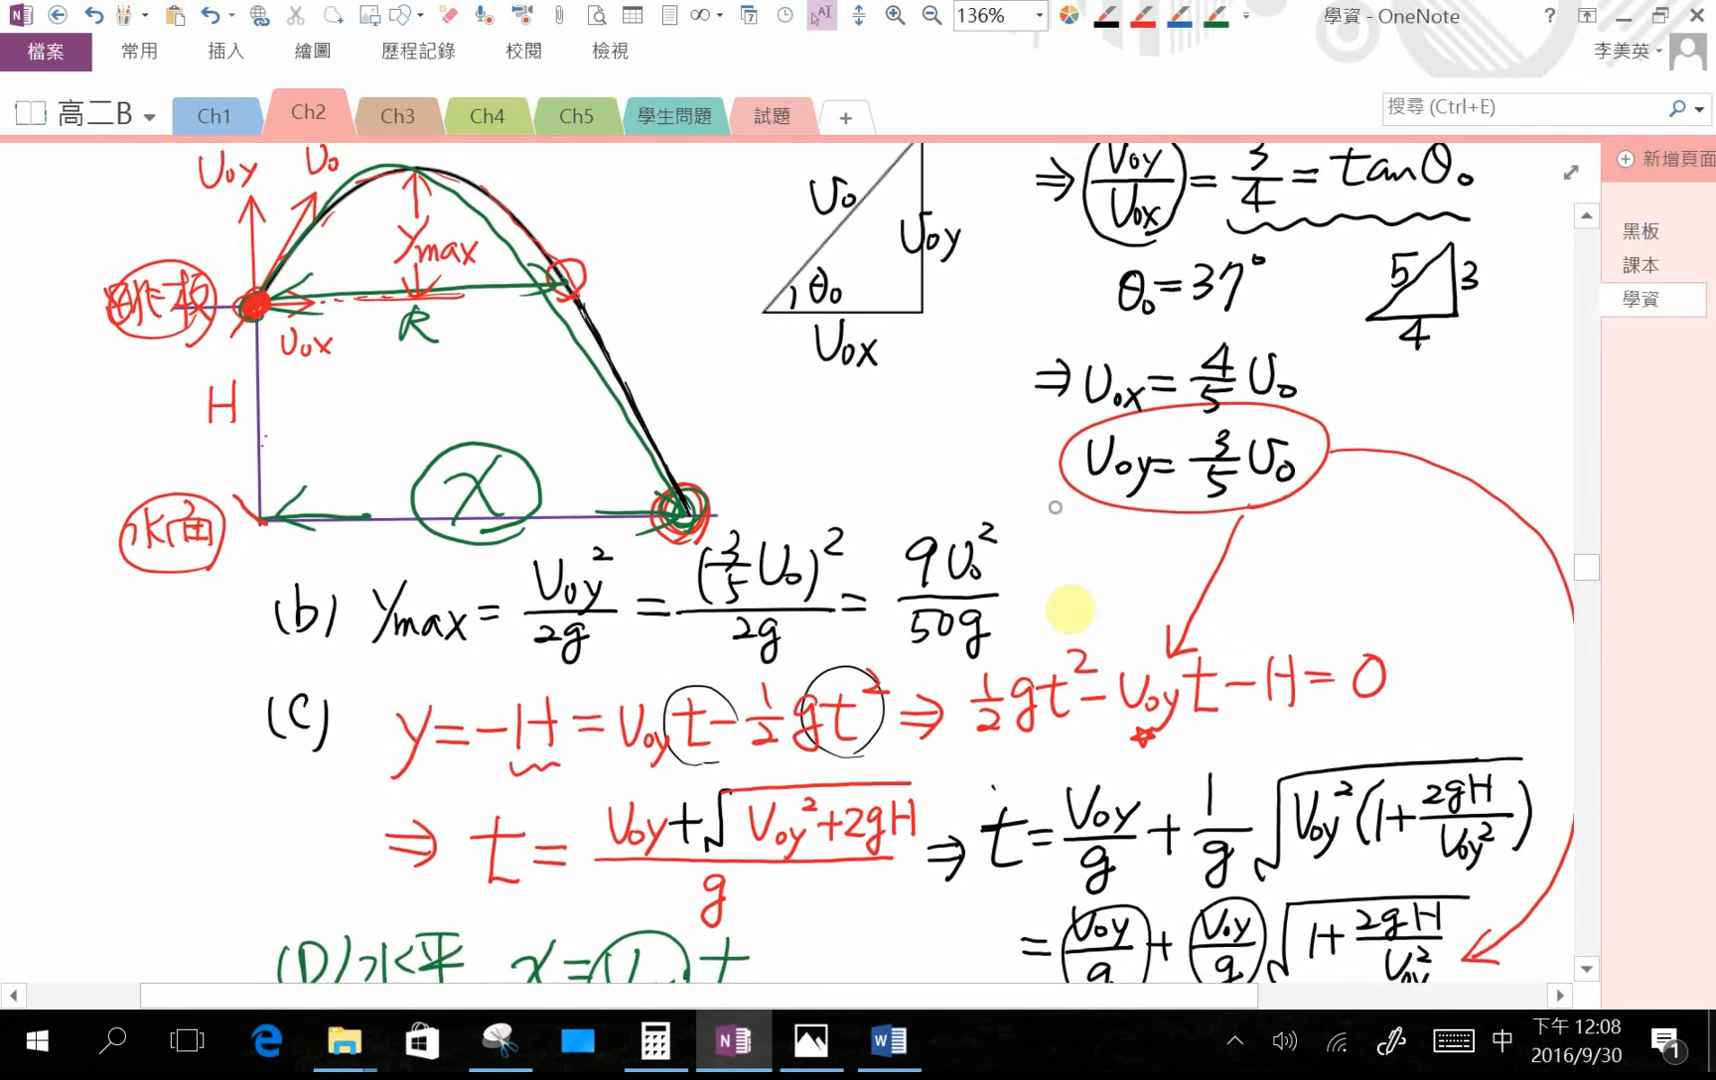 136%
學資 - OneNote
檔案 常用 插入 繪圖 歷程記錄 校閱 檢視
李美英
高二B Ch1 Ch2 Ch3 Ch4 Ch5 學生問題 試題 +
搜尋 (Ctrl+E)
新增頁面
黑板
課本
學資
U₀y U₀
Ymax
跳板
U₀x
R
H
X
水面
U₀
U₀y
θ₀
U₀x
⇒ U₀y/U₀x = 3/4 = tanθ₀
θ₀ = 37°
5 3
4
⇒ U₀x = 4/5 U₀
U₀y = 3/5 U₀
(b) Ymax = U₀y²/2g = (3/5 U₀)²/2g = 9U₀²/50g
(C) y = -H = U₀y t - 1/2 gt² ⇒ 1/2 gt² - U₀y t - H = 0
⇒ t = (U₀y + √(U₀y² + 2gH))/g ⇒ t = U₀y/g + 1/g √(U₀y²(1 + 2gH/U₀y²))
= U₀y/g + U₀y/g √(1 + 2gH/U₀y²)
(D) 水平 x =
中
下午 12:08
2016/9/30
1